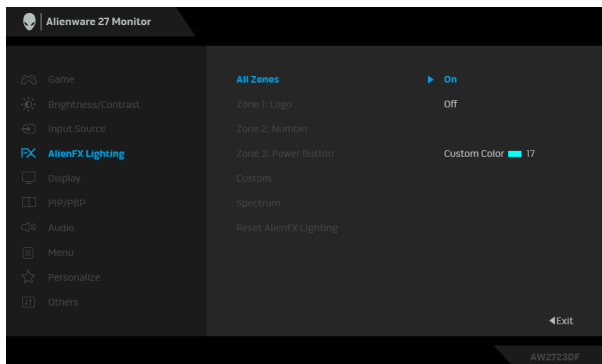 Alienware 27 Monitor
Game
Brightness/Contrast
Input Source
AlienFX Lighting
Display
PIP/PBP
Audio
Menu
Personalize
Others
All Zones
Zone 1: Logo
Zone 2: Number
Zone 3: Power Button
Custom
Spectrum
Reset AlienFX Lighting
On
Off
Custom Color 17
Exit
AW2723DF